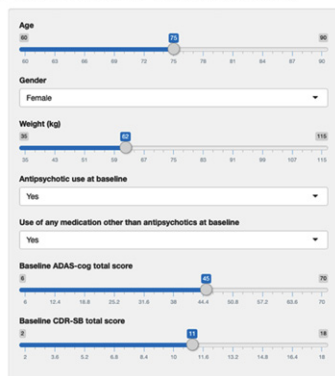 Age
60 75 90
60 63 66 69 72 75 78 81 84 87 90
Gender
Female
Weight (kg)
35 62 115
35 43 51 59 67 75 83 91 99 107 115
Antipsychotic use at baseline
Yes
Use of any medication other than antipsychotics at baseline
Yes
Baseline ADAS-cog total score
6 45 70
6 12.4 18.8 25.2 31.6 38 44.4 50.8 57.2 63.6 70
Baseline CDR-SB total score
2 11 18
2 3.6 5.2 6.8 8.4 10 11.6 13.2 14.8 16.4 18